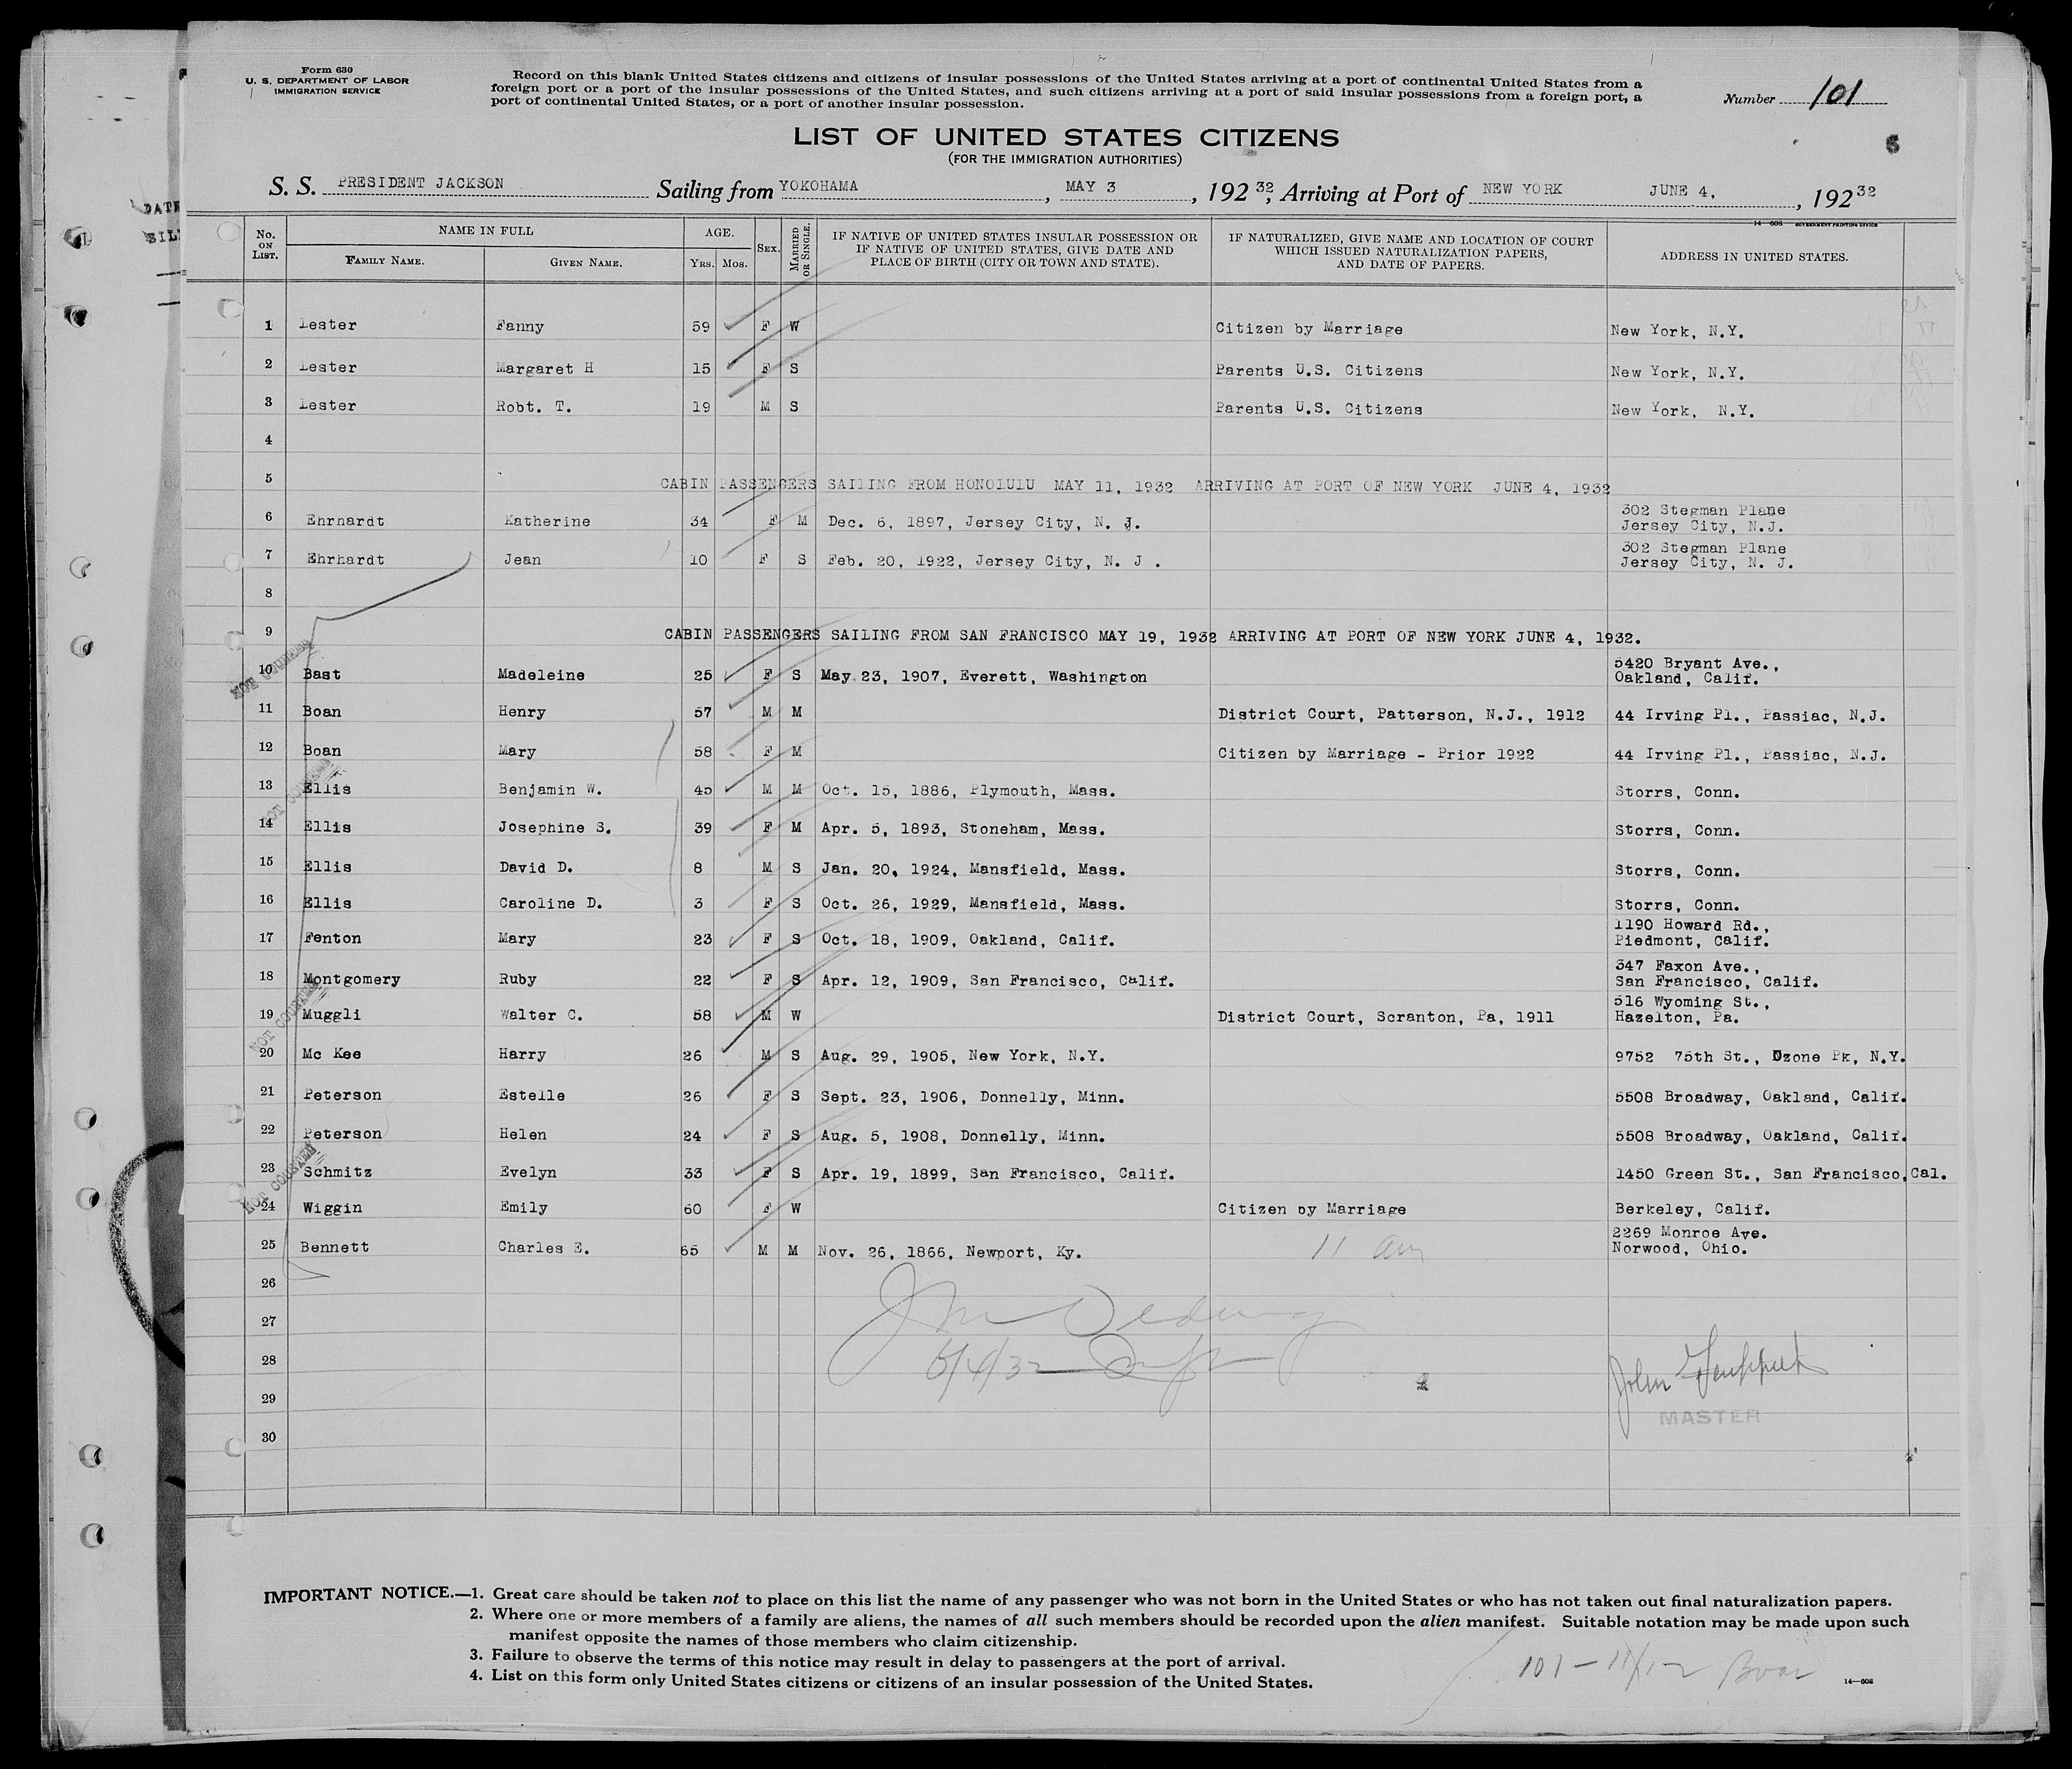 Form 630
U. S. DEPARTMENT OF LABOR
IMMIGRATION SERVICE
Record on this blank United States citizens and citizens of insular possessions of the United States arriving at a port of continental United States from a
foreign port or a port of the insular possessions of the United States, and such citizens arriving at a port of said insular possessions from a foreign port, a
port of continental United States, or a port of another insular possession.
Number 101
LIST OF UNITED STATES CITIZENS
(FOR THE IMMIGRATION AUTHORITIES)
S. S. PRESIDENT JACKSON Sailing from YOKOHAMA, MAY 3, 192 32, Arriving at Port of NEW YORK JUNE 4, , 192 32
14—608 GOVERNMENT PRINTING OFFICE
No. ON LIST. NAME IN FULL FAMILY NAME. GIVEN NAME. AGE. YRS. MOS. SEX. MARRIED OR SINGLE. IF NATIVE OF UNITED STATES INSULAR POSSESSION OR IF NATIVE OF UNITED STATES, GIVE DATE AND PLACE OF BIRTH (CITY OR TOWN AND STATE). IF NATURALIZED, GIVE NAME AND LOCATION OF COURT WHICH ISSUED NATURALIZATION PAPERS, AND DATE OF PAPERS. ADDRESS IN UNITED STATES.
1 Lester Fanny 59 F W Citizen by Marriage New York, N.Y.
2 Lester Margaret H 15 F S Parents U.S. Citizens New York, N.Y.
3 Lester Robt. T. 19 M S Parents U.S. Citizens New York, N.Y.
4
5 CABIN PASSENGERS SAILING FROM HONOLULU MAY 11, 1932 ARRIVING AT PORT OF NEW YORK JUNE 4, 1932
6 Ehrnardt Katherine 34 F M Dec. 6, 1897, Jersey City, N. J. 302 Stegman Plane Jersey City, N.J.
7 Ehrhardt Jean 10 F S Feb. 20, 1922, Jersey City, N. J . 302 Stegman Plane Jersey City, N. J.
8
9 CABIN PASSENGERS SAILING FROM SAN FRANCISCO MAY 19, 1932 ARRIVING AT PORT OF NEW YORK JUNE 4, 1932.
10 Bast Madeleine 25 F S May 23, 1907, Everett, Washington 5420 Bryant Ave., Oakland, Calif.
11 Boan Henry 57 M M District Court, Patterson, N.J., 1912 44 Irving Pl., Passiac, N.J.
12 Boan Mary 58 F M Citizen by Marriage - Prior 1922 44 Irving Pl., Passiac, N.J.
13 Ellis Benjamin W. 45 M M Oct. 15, 1886, Plymouth, Mass. Storrs, Conn.
14 Ellis Josephine S. 39 F M Apr. 5, 1893, Stoneham, Mass. Storrs, Conn.
15 Ellis David D. 8 M S Jan. 20, 1924, Mansfield, Mass. Storrs, Conn.
16 Ellis Caroline D. 3 F S Oct. 26, 1929, Mansfield, Mass. Storrs, Conn.
17 Fenton Mary 23 F S Oct. 18, 1909, Oakland, Calif. 1190 Howard Rd., Piedmont, Calif.
18 Montgomery Ruby 22 F S Apr. 12, 1909, San Francisco, Calif. 347 Faxon Ave., San Francisco, Calif.
19 Muggli Walter C. 58 M W District Court, Scranton, Pa, 1911 516 Wyoming St., Hazelton, Pa.
20 Mc Kee Harry 26 M S Aug. 29, 1905, New York, N.Y. 9752 75th St., Ozone Pk, N.Y.
21 Peterson Estelle 26 F S Sept. 23, 1906, Donnelly, Minn. 5508 Broadway, Oakland, Calif.
22 Peterson Helen 24 F S Aug. 5, 1908, Donnelly, Minn. 5508 Broadway, Oakland, Calif.
23 Schmitz Evelyn 33 F S Apr. 19, 1899, San Francisco, Calif. 1450 Green St., San Francisco, Cal.
24 Wiggin Emily 60 F W Citizen by Marriage Berkeley, Calif.
25 Bennett Charles E. 65 M M Nov. 26, 1866, Newport, Ky. 2269 Monroe Ave. Norwood, Ohio.
NOT COUNTED
NOT COUNTED
NOT COUNTED
NOT COUNTED
26
27
28
6/4/32
John
29
MASTER
30
IMPORTANT NOTICE.—1. Great care should be taken not to place on this list the name of any passenger who was not born in the United States or who has not taken out final naturalization papers.
2. Where one or more members of a family are aliens, the names of all such members should be recorded upon the alien manifest. Suitable notation may be made upon such
manifest opposite the names of those members who claim citizenship.
3. Failure to observe the terms of this notice may result in delay to passengers at the port of arrival.
4. List on this form only United States citizens or citizens of an insular possession of the United States.
101 - 11/12 Boan
14—608